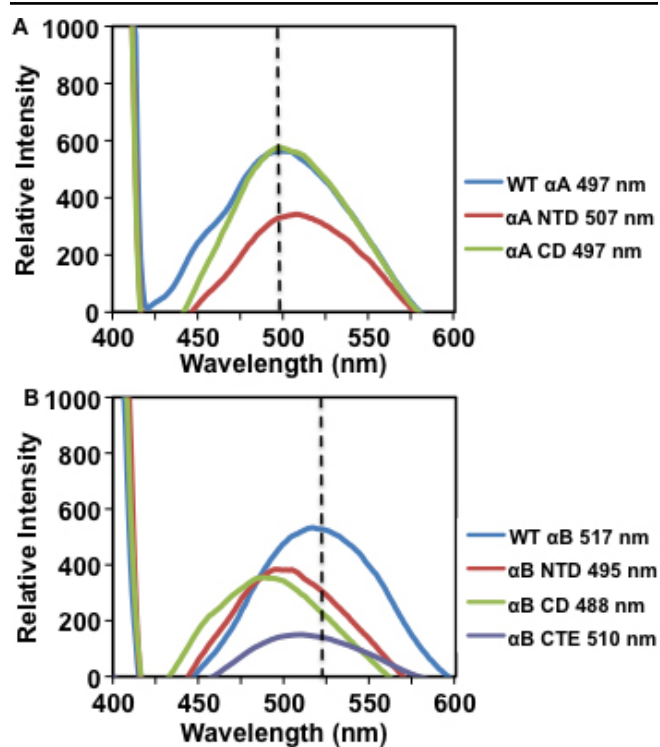 A
1000
800
600
400
200
0
Relative Intensity
400 450 500 550 600
Wavelength (nm)
WT αA 497 nm
αA NTD 507 nm
αA CD 497 nm
B
1000
800
600
400
200
0
Relative Intensity
400 450 500 550 600
Wavelength (nm)
WT αB 517 nm
αB NTD 495 nm
αB CD 488 nm
αB CTE 510 nm